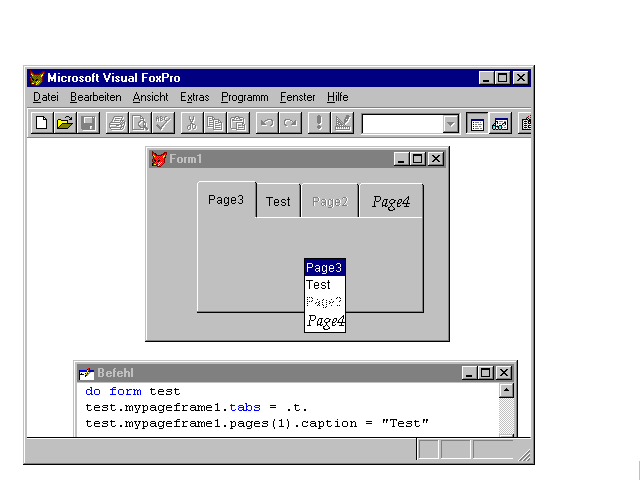 Microsoft Visual FoxPro
Datei Bearbeiten Ansicht Extras Programm Fenster Hilfe
ABC
Form1
Page3 Test Page2 Page4
Page3
Test
Page2
Page4
Befehl
do form test
test.mypageframe1.tabs = .t.
test.mypageframe1.pages(1).caption = "Test"